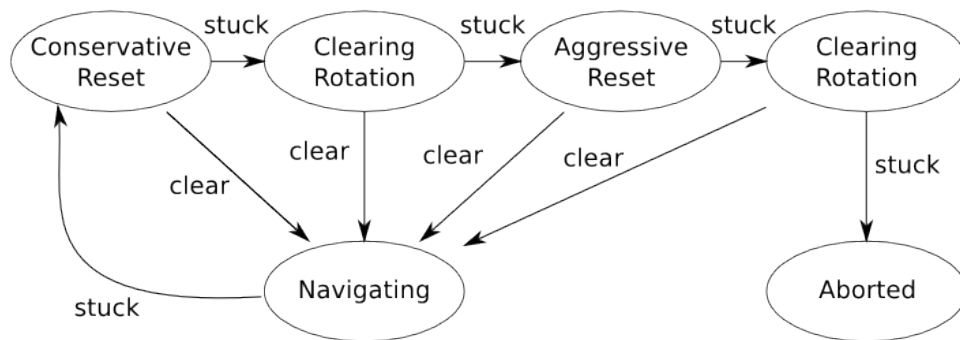 stuck
stuck
stuck
Conservative
Reset
Clearing
Rotation
Aggressive
Reset
Clearing
Rotation
clear
clear
clear
clear
stuck
Navigating
Aborted
stuck